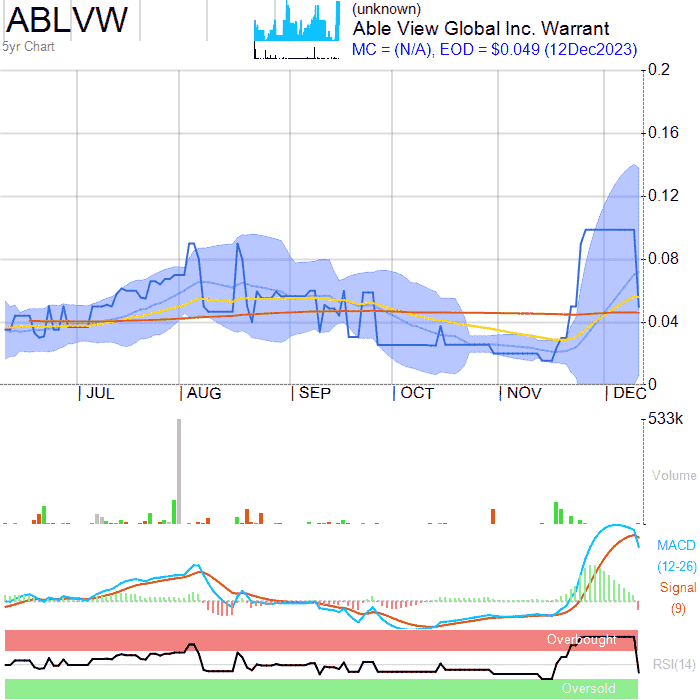 ABLVW
5yr Chart
(unknown)
Able View Global Inc. Warrant
MC = (N/A), EOD = $0.049 (12Dec2023)
0.2
0.16
0.12
0.08
0.04
0
JUL
AUG
SEP
OCT
NOV
DEC
533k
Volume
MACD
(12-26)
Signal
(9)
Overbought
RSI(14)
Oversold